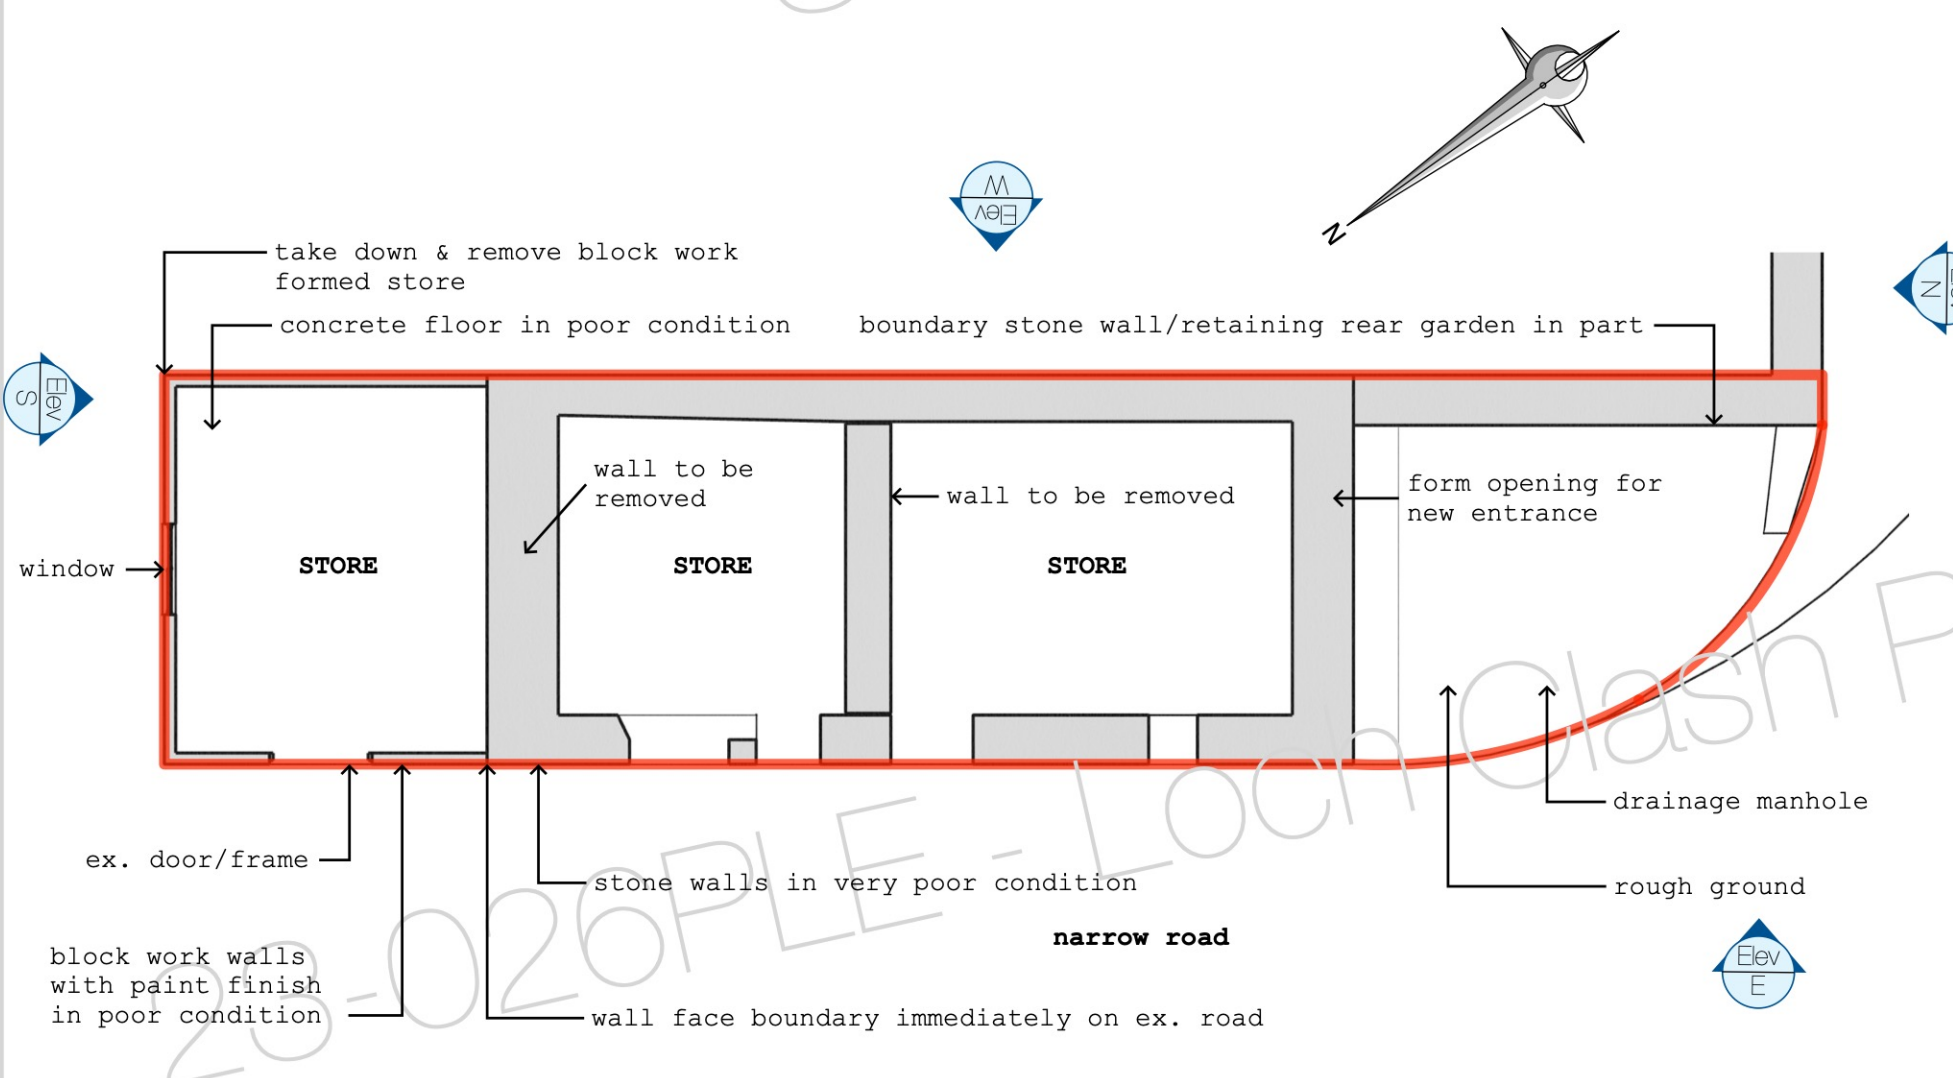 N
W
Elev
take down & remove block work
formed store
concrete floor in poor condition
boundary stone wall/retaining rear garden in part
N
Elev
S
wall to be
removed
wall to be removed
form opening for
new entrance
window
STORE
STORE
STORE
drainage manhole
ex. door/frame
stone walls in very poor condition
rough ground
narrow road
block work walls
with paint finish
in poor condition
wall face boundary immediately on ex. road
Elev
E
23-026PLE - Loch Clash P